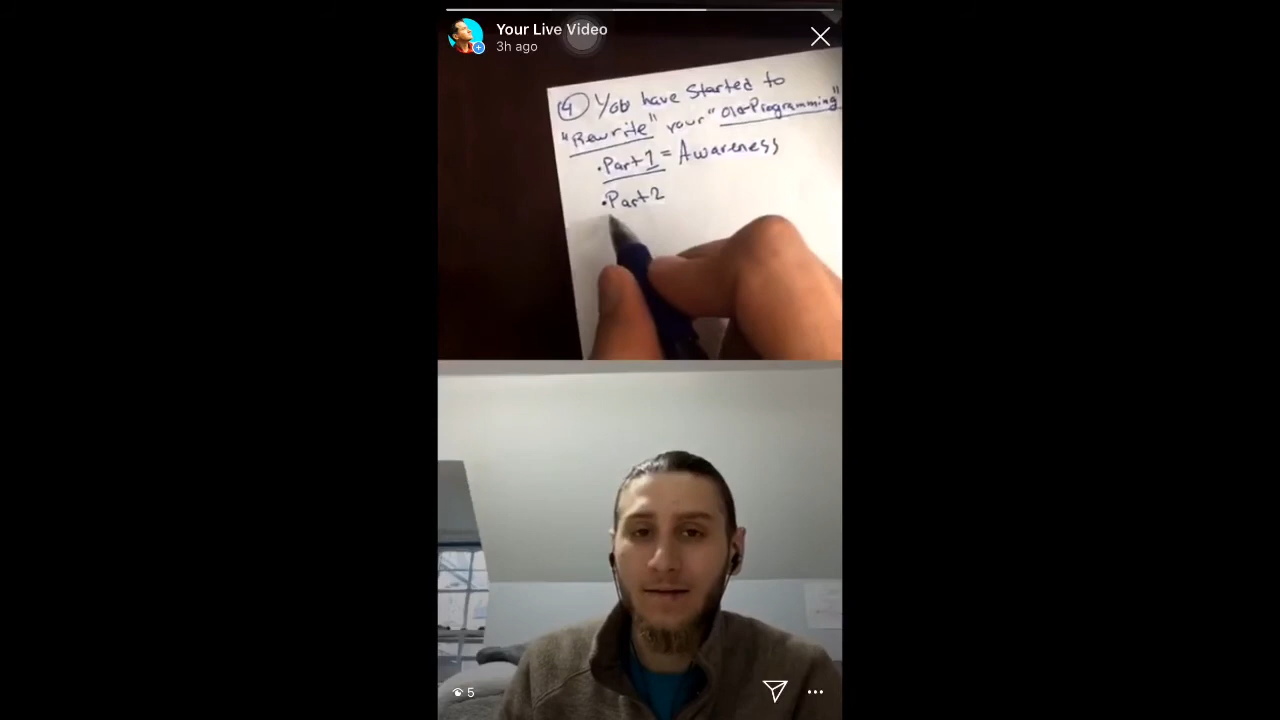 Your Live Video
3h ago
14 You have Started to
"Rewrite" your "Old Programming"
•Part 1 = Awareness
•Part 2
5